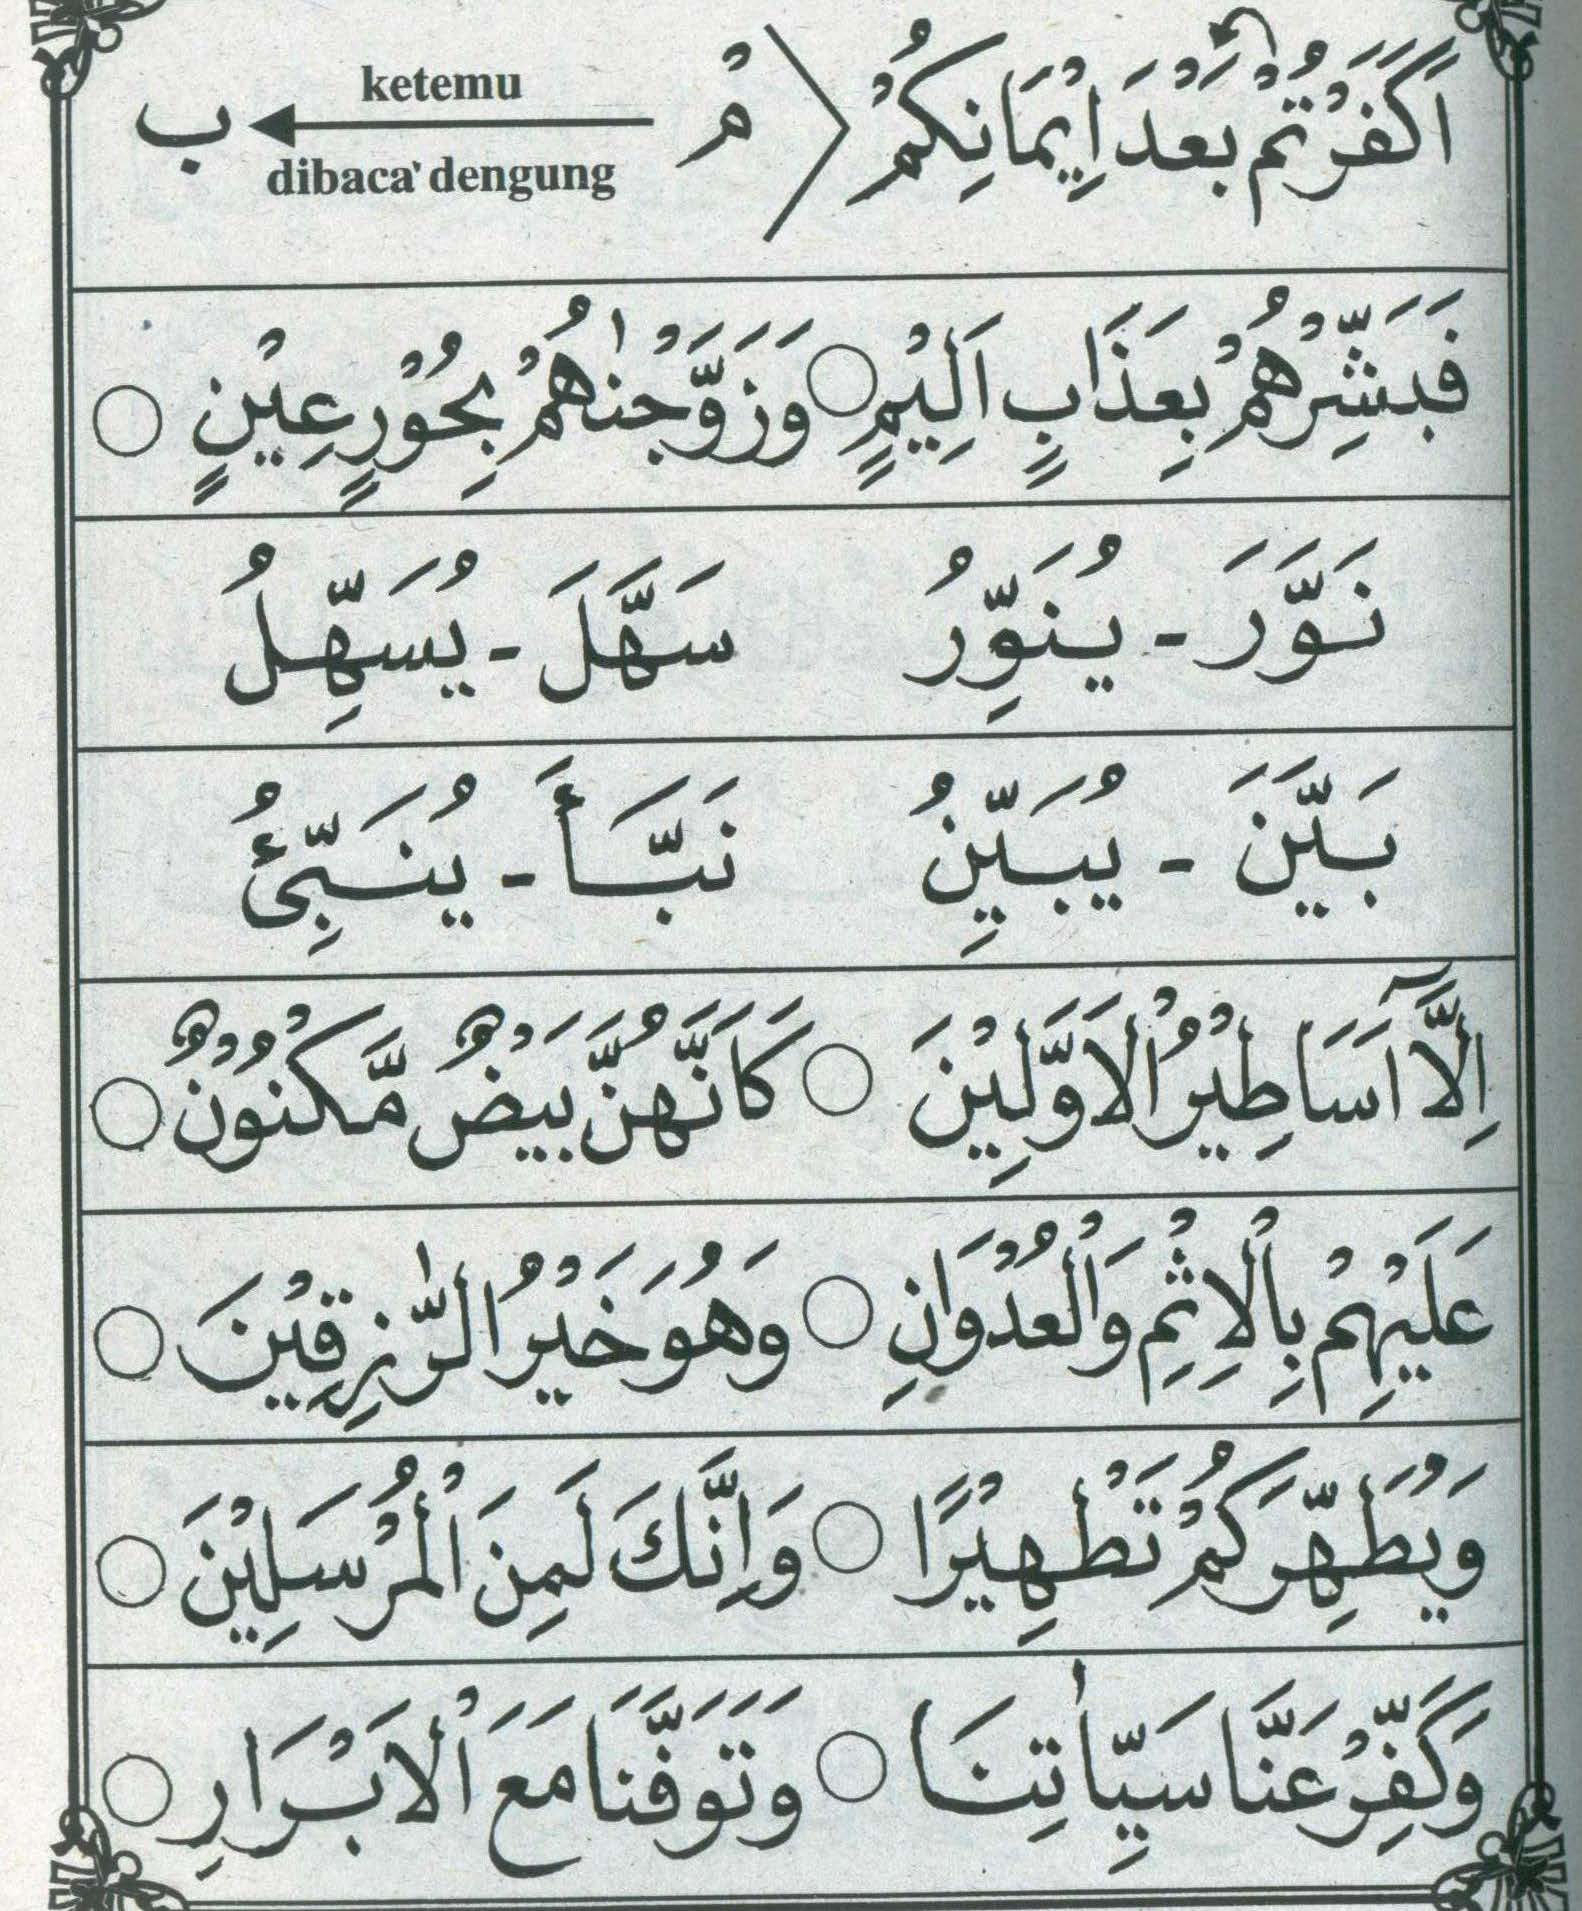 اَكَفَرْتُمْ بَعْدَ اِيْمَانِكُمْ مْ ketemu ب
dibaca' dengung
فَبَشِّرْهُمْ بِعَذَابٍ اَلِيْمٍ ○ وَزَوَّجْنٰهُمْ بِحُوْرٍ عِيْنٍ ○
نَوَّرَ - يُنَوِّرُ سَهَّلَ - يُسَهِّلُ
بَيَّنَ - يُبَيِّنُ نَبَّأَ - يُنَبِّئُ
اِلَّآ اَسَاطِيْرُ الْاَوَّلِيْنَ ○ كَاَنَّهُنَّ بَيْضٌ مَّكْنُوْنٌ ○
عَلَيْهِمْ بِالْاِثْمِ وَالْعُدْوَانِ ○ وَهُوَ خَيْرُ الرّٰزِقِيْنَ ○
وَيُطَهِّرَكُمْ تَطْهِيْرًا ○ وَاِنَّكَ لَمِنَ الْمُرْسَلِيْنَ ○
وَكَفِّرْ عَنَّا سَيِّاٰتِنَا ○ وَتَوَفَّنَا مَعَ الْاَبْرَارِ ○